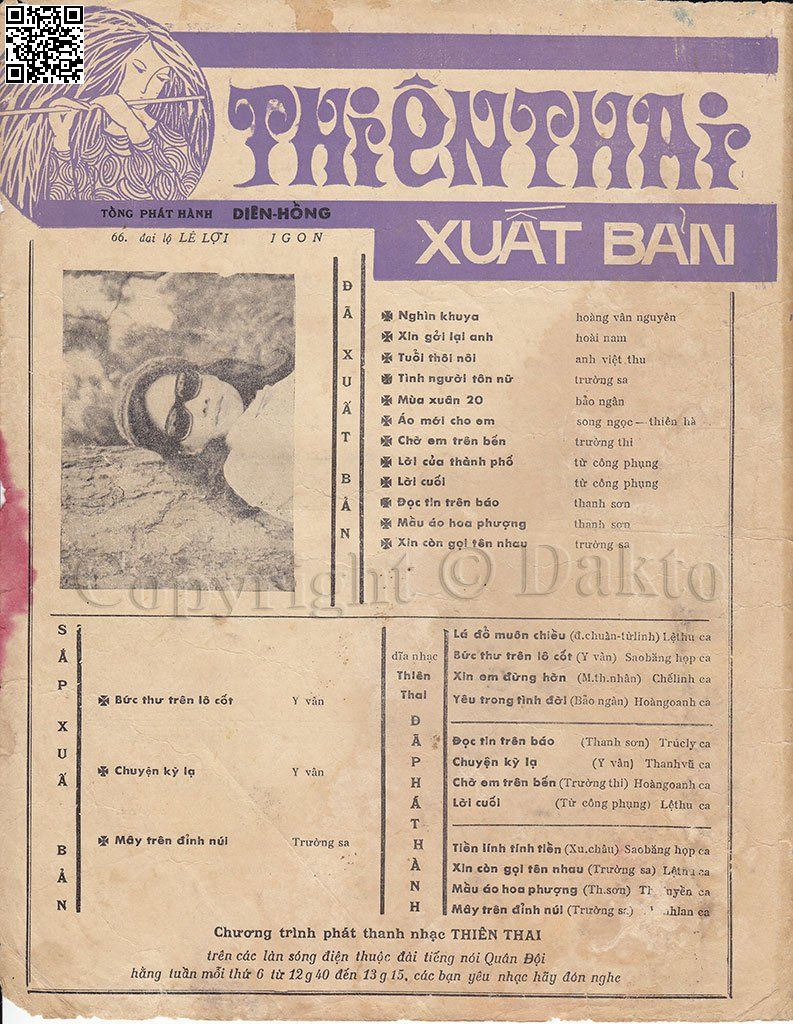 THIÊN THAI
TỔNG PHÁT HÀNH DIÊN-HỒNG
66. đai lộ LÊ LỢI IGON
XUẤT BẢN
ĐÃ XUẤT BẢN
Nghìn khuya hoàng vân nguyên
Xin gởi lại anh hoài nam
Tuổi thôi nôi anh việt thu
Tình người tôn nữ trường sa
Mùa xuân 20 bảo ngân
Áo mới cho em song ngọc — thiên hà
Chờ em trên bến trường thi
Lời của thành phố từ công phụng
Lời cuối từ công phụng
Đọc tin trên báo thanh sơn
Mầu áo hoa phượng thanh sơn
Xin còn gọi tên nhau trường sa
Copyright © Dakto
SẮP XUẤ BẢN
Bức thư trên lô cốt Y vân
Chuyện kỳ lạ Y vân
Mây trên đỉnh núi Trường sa
dĩa nhạc
Thiên
Thai
ĐÃ PHÁT HÀNH
Lá đổ muôn chiều (đ.chuẩn-từlinh) Lệthu ca
Bức thư trên lô cốt (Y vân) Saobăng họp ca
Xin em đừng hờn (M.th.nhân) Chếlinh ca
Yêu trong tình đời (Bảo ngân) Hoàngoanh ca
Đọc tin trên báo (Thanh sơn) Trúcly ca
Chuyện kỳ lạ (Y vân) Thanhvũ ca
Chờ em trên bến (Trường thi) Hoàngoanh ca
Lời cuối (Từ công phụng) Lệthu ca
Tiền lính tính tiền (Xu.châu) Saobăng họp ca
Xin còn gọi tên nhau (Trường sa) Lệthu ca
Mầu áo hoa phượng (Th.sơn) ca
Mây trên đỉnh núi (Trường sa) ca
Chương trình phát thanh nhạc THIÊN THAI
trên các làn sóng điện thuộc đài tiếng nói Quân Đội
hằng tuần mỗi thứ 6 từ 12 g 40 đến 13 g 15, các bạn yêu nhạc hãy đón nghe